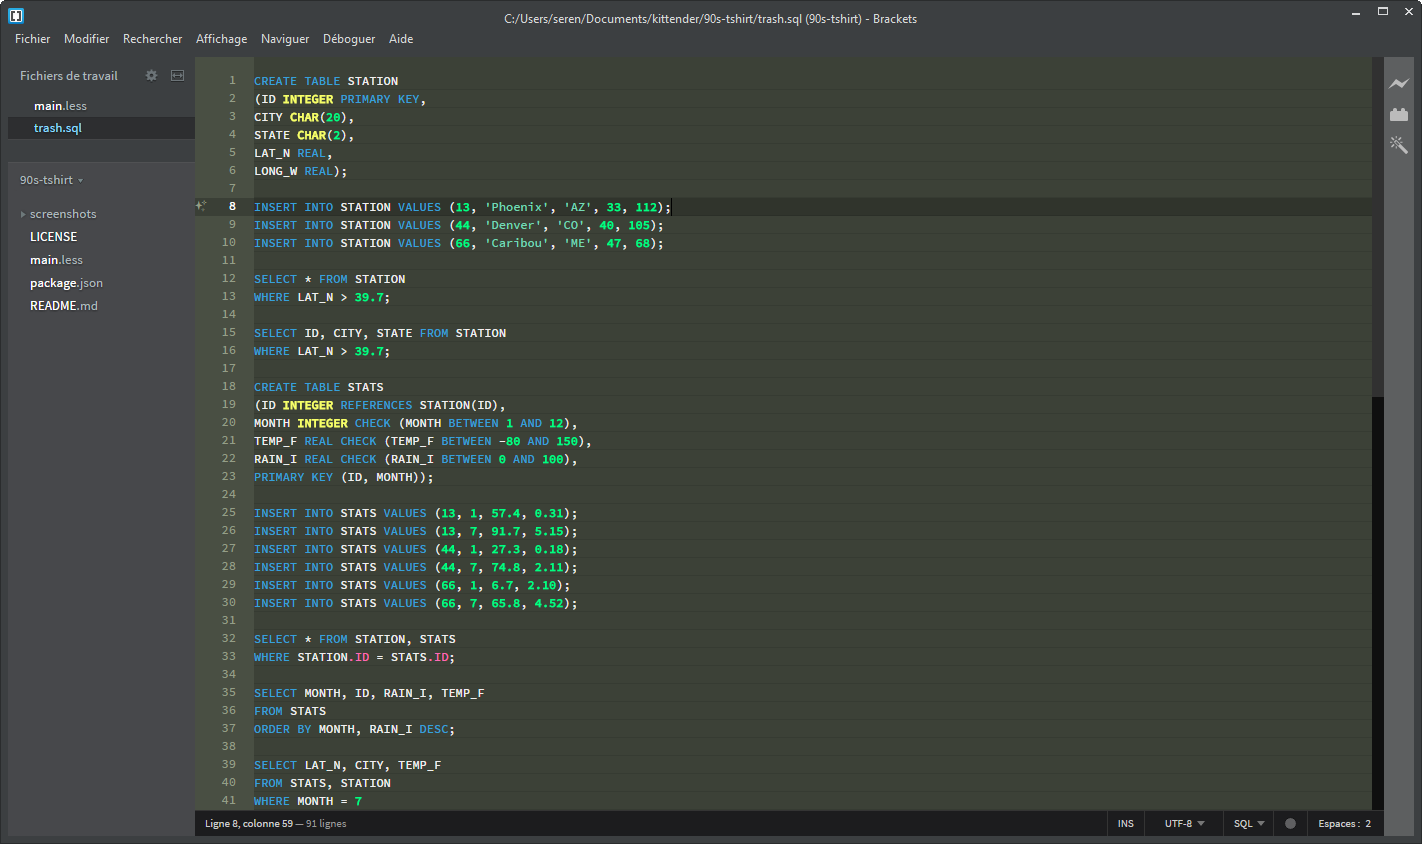 C:/Users/seren/Documents/kittender/90s-tshirt/trash.sql (90s-tshirt) - Brackets
Fichier Modifier Rechercher Affichage Naviguer Déboguer Aide
Fichiers de travail
main.less
trash.sql
90s-tshirt
screenshots
LICENSE
main.less
package.json
README.md
1 CREATE TABLE STATION
2 (ID INTEGER PRIMARY KEY,
3 CITY CHAR(20),
4 STATE CHAR(2),
5 LAT_N REAL,
6 LONG_W REAL);
7
8 INSERT INTO STATION VALUES (13, 'Phoenix', 'AZ', 33, 112);
9 INSERT INTO STATION VALUES (44, 'Denver', 'CO', 40, 105);
10 INSERT INTO STATION VALUES (66, 'Caribou', 'ME', 47, 68);
11
12 SELECT * FROM STATION
13 WHERE LAT_N > 39.7;
14
15 SELECT ID, CITY, STATE FROM STATION
16 WHERE LAT_N > 39.7;
17
18 CREATE TABLE STATS
19 (ID INTEGER REFERENCES STATION(ID),
20 MONTH INTEGER CHECK (MONTH BETWEEN 1 AND 12),
21 TEMP_F REAL CHECK (TEMP_F BETWEEN -80 AND 150),
22 RAIN_I REAL CHECK (RAIN_I BETWEEN 0 AND 100),
23 PRIMARY KEY (ID, MONTH));
24
25 INSERT INTO STATS VALUES (13, 1, 57.4, 0.31);
26 INSERT INTO STATS VALUES (13, 7, 91.7, 5.15);
27 INSERT INTO STATS VALUES (44, 1, 27.3, 0.18);
28 INSERT INTO STATS VALUES (44, 7, 74.8, 2.11);
29 INSERT INTO STATS VALUES (66, 1, 6.7, 2.10);
30 INSERT INTO STATS VALUES (66, 7, 65.8, 4.52);
31
32 SELECT * FROM STATION, STATS
33 WHERE STATION.ID = STATS.ID;
34
35 SELECT MONTH, ID, RAIN_I, TEMP_F
36 FROM STATS
37 ORDER BY MONTH, RAIN_I DESC;
38
39 SELECT LAT_N, CITY, TEMP_F
40 FROM STATS, STATION
41 WHERE MONTH = 7
Ligne 8, colonne 59 — 91 lignes INS UTF-8 SQL Espaces : 2